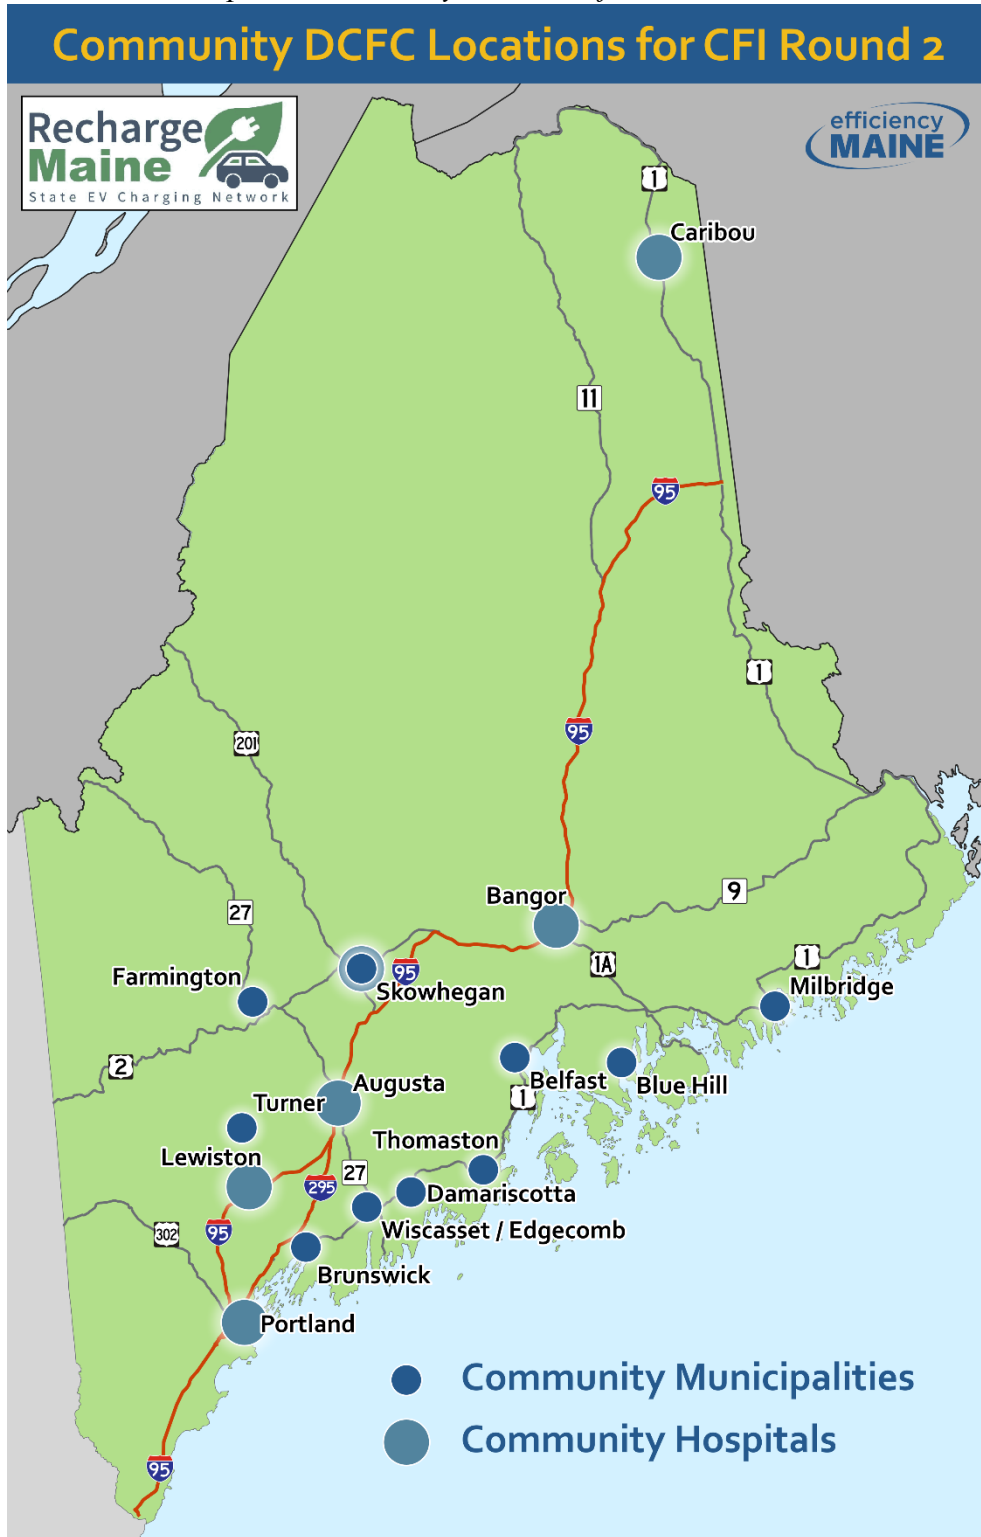 Community DCFC Locations for CFI Round 2
Recharge
Maine
State EV Charging Network
efficiency
MAINE
1
Caribou
11
95
1
95
201
Bangor
9
27
1A
1
95
Farmington
Skowhegan
Milbridge
2
Belfast
Blue Hill
Augusta
1
Turner
Thomaston
Lewiston
27
295
Damariscotta
302
95
Wiscasset / Edgecomb
Brunswick
Portland
Community Municipalities
Community Hospitals
95